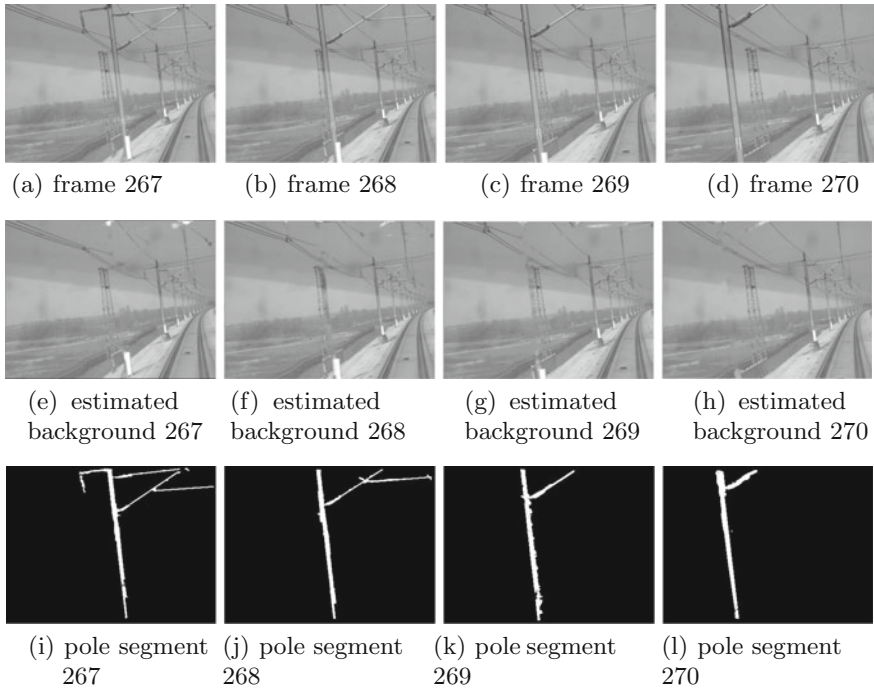 (a) frame 267
(b) frame 268
(c) frame 269
(d) frame 270
(e) estimated
background 267
(f) estimated
background 268
(g) estimated
background 269
(h) estimated
background 270
(i) pole segment
267
(j) pole segment
268
(k) pole segment
269
(l) pole segment
270